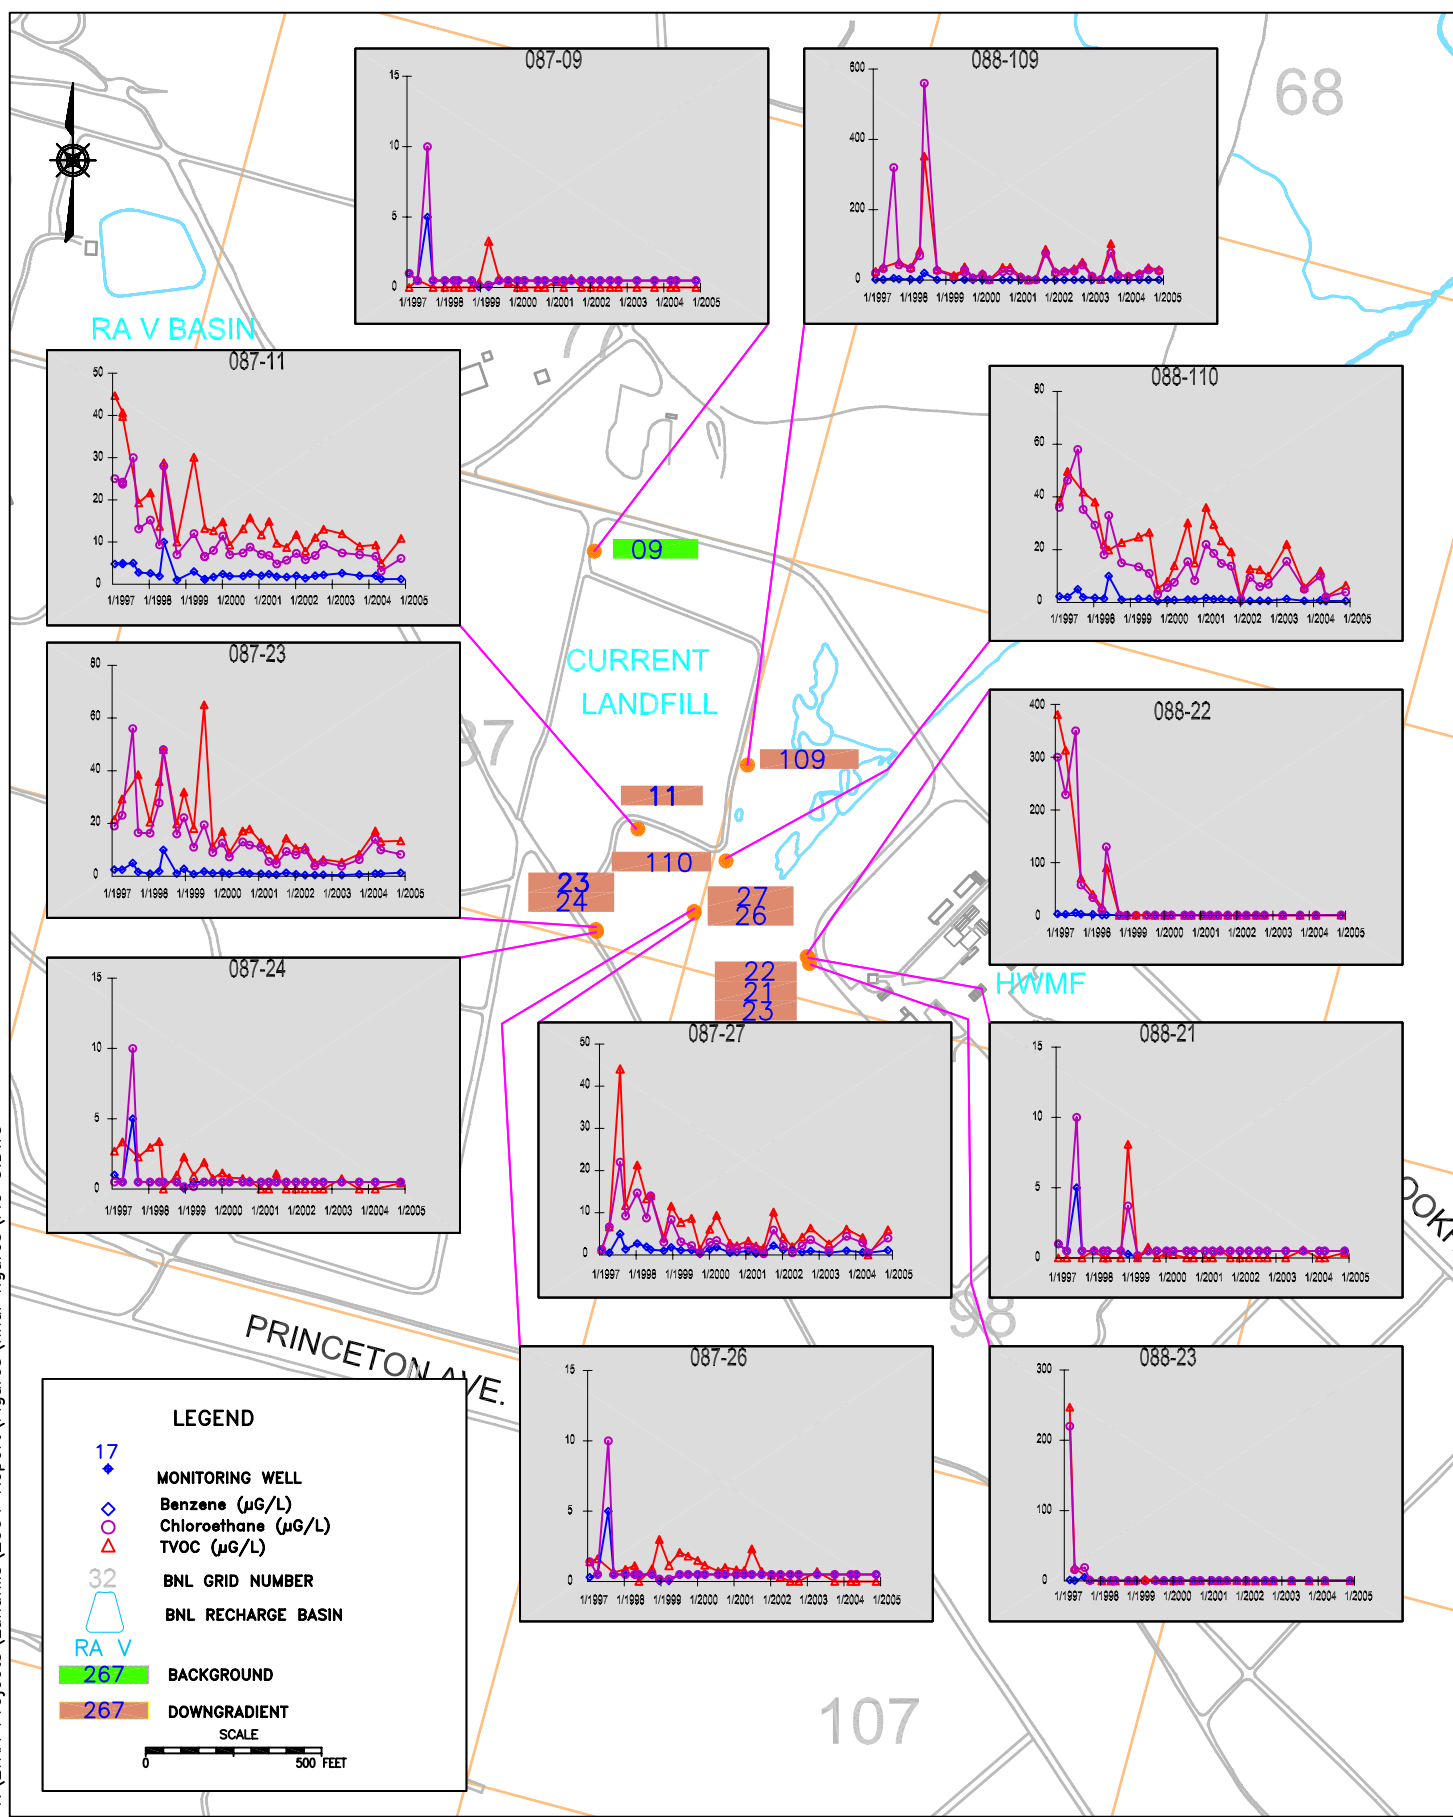 087-09
15
10
5
0
1/1997 1/1998 1/1999 1/2000 1/2001 1/2002 1/2003 1/2004 1/2005
088-109
600
400
200
0
1/1997 1/1998 1/1999 1/2000 1/2001 1/2002 1/2003 1/2004 1/2005
68
RA V BASIN
087-11
50
40
30
20
10
0
1/1997 1/1998 1/1999 1/2000 1/2001 1/2002 1/2003 1/2004 1/2005
088-110
80
60
40
20
0
1/1997 1/1998 1/1999 1/2000 1/2001 1/2002 1/2003 1/2004 1/2005
09
CURRENT
LANDFILL
109
11
110
23
24
27
26
22
21
23
HWMF
087-23
80
60
40
20
0
1/1997 1/1998 1/1999 1/2000 1/2001 1/2002 1/2003 1/2004 1/2005
088-22
400
300
200
100
0
1/1997 1/1998 1/1999 1/2000 1/2001 1/2002 1/2003 1/2004 1/2005
087-24
15
10
5
0
1/1997 1/1998 1/1999 1/2000 1/2001 1/2002 1/2003 1/2004 1/2005
087-27
50
40
30
20
10
0
1/1997 1/1998 1/1999 1/2000 1/2001 1/2002 1/2003 1/2004 1/2005
088-21
15
10
5
0
1/1997 1/1998 1/1999 1/2000 1/2001 1/2002 1/2003 1/2004 1/2005
98
PRINCETON AVE.
087-26
15
10
5
0
1/1997 1/1998 1/1999 1/2000 1/2001 1/2002 1/2003 1/2004 1/2005
088-23
300
200
100
0
1/1997 1/1998 1/1999 1/2000 1/2001 1/2002 1/2003 1/2004 1/2005
107
LEGEND
17
MONITORING WELL
Benzene (µG/L)
Chloroethane (µG/L)
TVOC (µG/L)
32 BNL GRID NUMBER
BNL RECHARGE BASIN
RA V
267 BACKGROUND
267 DOWNGRADIENT
SCALE
0 500 FEET